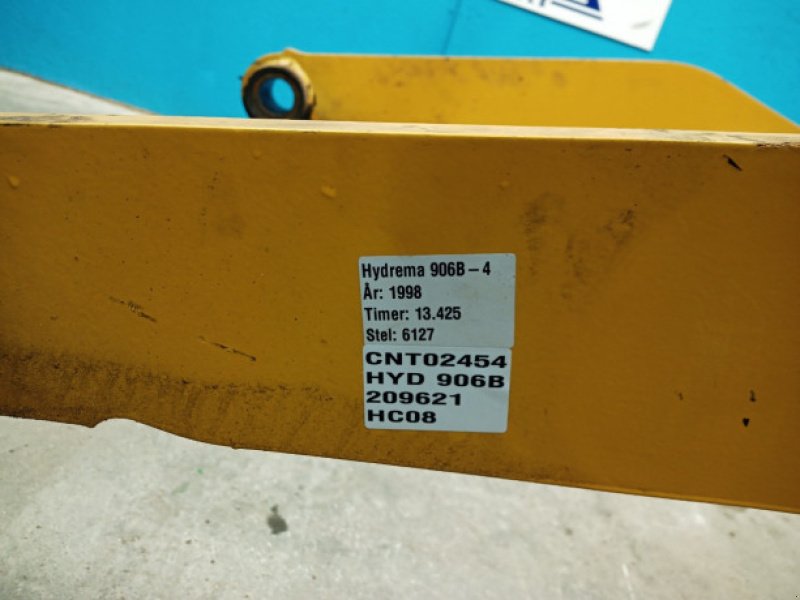 Hydrema 906B – 4
År: 1998
Timer: 13.425
Stel: 6127
CNT02454
HYD 906B
209621
HC08